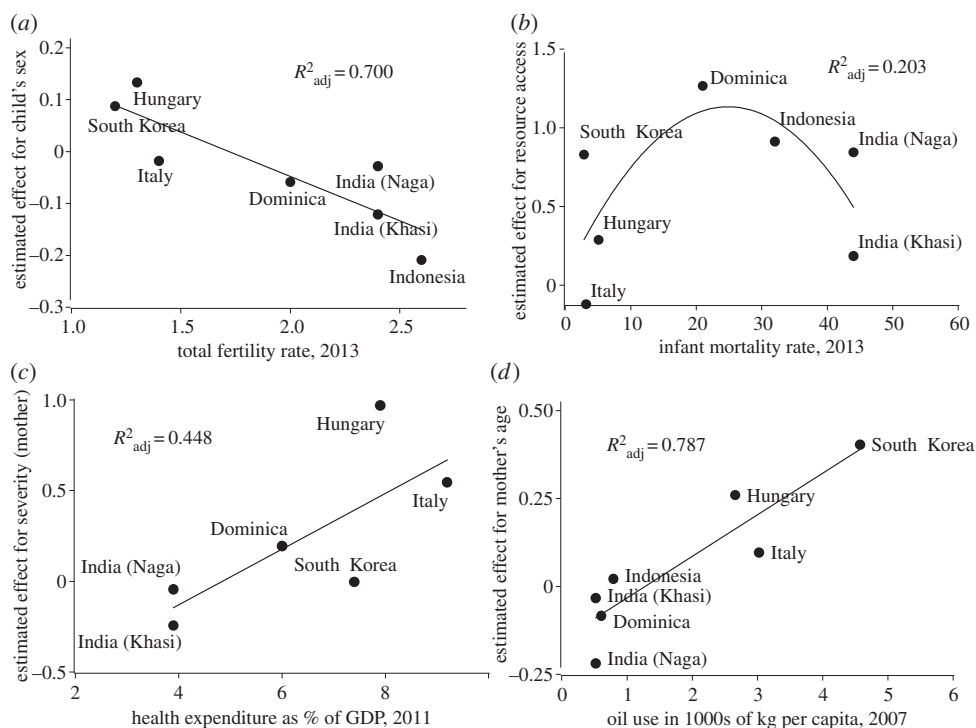 (a)
0.2
0.1
0
–0.1
–0.2
–0.3
estimated effect for child's sex
R²adj = 0.700
Hungary
South Korea
Italy
Dominica
India (Naga)
India (Khasi)
Indonesia
1.0
1.5
2.0
2.5
total fertility rate, 2013
(b)
1.5
1.0
0.5
0
estimated effect for resource access
R²adj = 0.203
Dominica
South Korea
Indonesia
India (Naga)
Hungary
India (Khasi)
Italy
0
10
20
30
40
50
60
infant mortality rate, 2013
(c)
1.0
0.5
0
–0.5
estimated effect for severity (mother)
R²adj = 0.448
Hungary
Italy
Dominica
South Korea
India (Naga)
India (Khasi)
2
4
6
8
health expenditure as % of GDP, 2011
(d)
0.50
0.25
0
–0.25
estimated effect for mother's age
R²adj = 0.787
South Korea
Hungary
Italy
Indonesia
India (Khasi)
Dominica
India (Naga)
0
1
2
3
4
5
6
oil use in 1000s of kg per capita, 2007